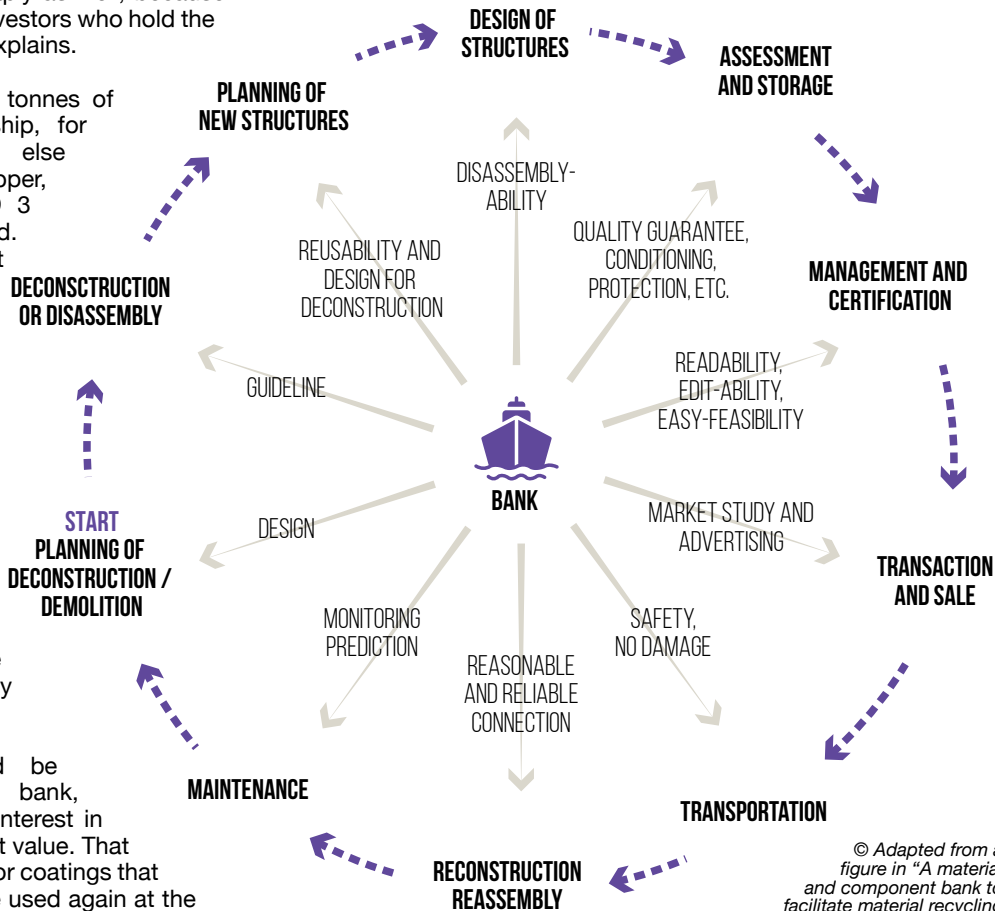 vestors who hold the
xplains.
tonnes of
ship, for
else
pper,
3
d.
t
DESIGN OF
STRUCTURES
ASSESSMENT
AND STORAGE
PLANNING OF
NEW STRUCTURES
DISASSEMBLY-
ABILITY
QUALITY GUARANTEE,
CONDITIONING,
PROTECTION, ETC.
REUSABILITY AND
DESIGN FOR
DECONSTRUCTION
MANAGEMENT AND
CERTIFICATION
DECONSCTRUCTION
OR DISASSEMBLY
READABILITY,
EDIT-ABILITY,
EASY-FEASIBILITY
GUIDELINE
BANK
MARKET STUDY AND
ADVERTISING
START
PLANNING OF
DECONSTRUCTION /
DEMOLITION
DESIGN
TRANSACTION
AND SALE
MONITORING
PREDICTION
SAFETY,
NO DAMAGE
REASONABLE
AND RELIABLE
CONNECTION
MAINTENANCE
TRANSPORTATION
RECONSTRUCTION
REASSEMBLY
y
d be
bank,
nterest in
t value. That
or coatings that
e used again at the
© Adapted from a
figure in “A material
and component bank to
facilitate material recycling